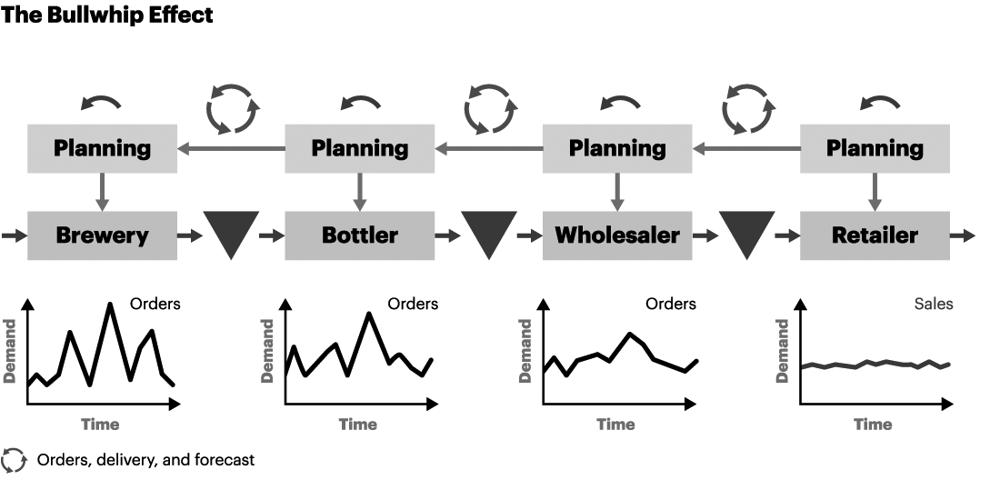 The Bullwhip Effect
Planning
Planning
Planning
Planning
Brewery
Bottler
Wholesaler
Retailer
Orders
Demand
Time
Orders
Demand
Time
Orders
Demand
Time
Sales
Demand
Time
Orders, delivery, and forecast